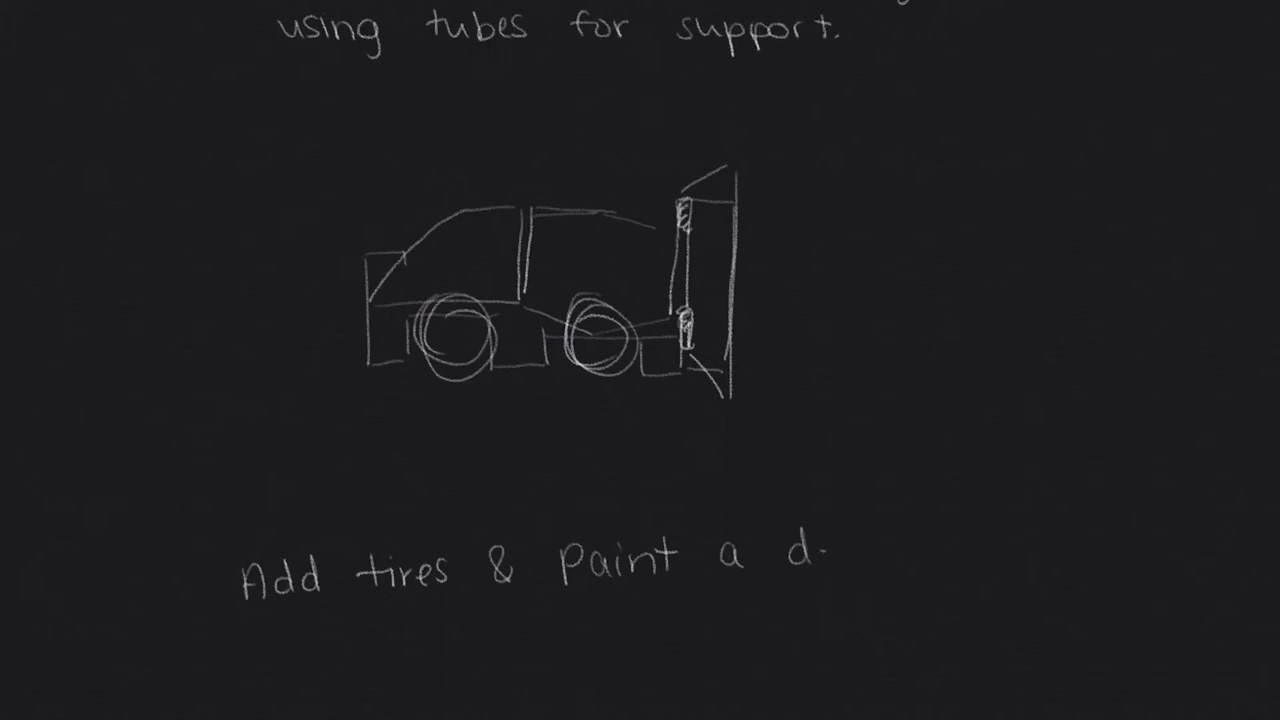 using tubes for support.
Add tires & paint a d